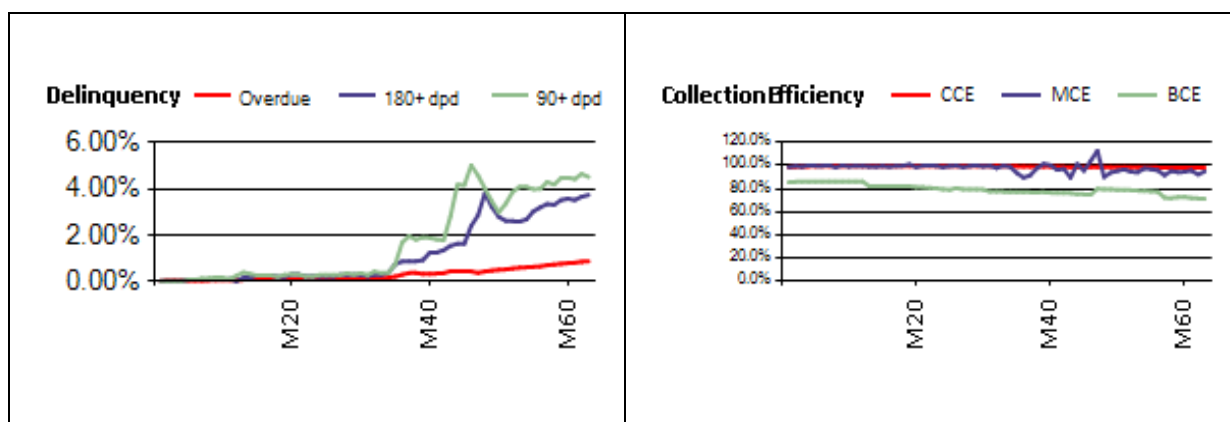 Delinquency Overdue 180+ dpd 90+ dpd
6.00%
4.00%
2.00%
0.00%
M20
M40
M60
Collection Efficiency CCE MCE BCE
120.0%
100.0%
80.0%
60.0%
40.0%
20.0%
0.0%
M20
M40
M60